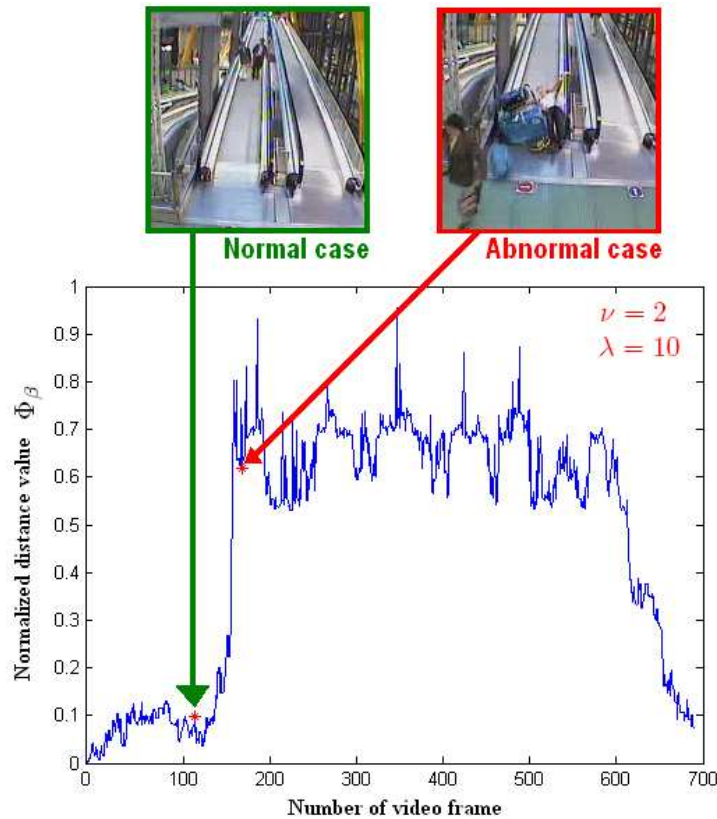 Normal case
Abnormal case
ν = 2
λ = 10
Normalized distance value Φβ
1
0.9
0.8
0.7
0.6
0.5
0.4
0.3
0.2
0.1
0
0 100 200 300 400 500 600 700
Number of video frame